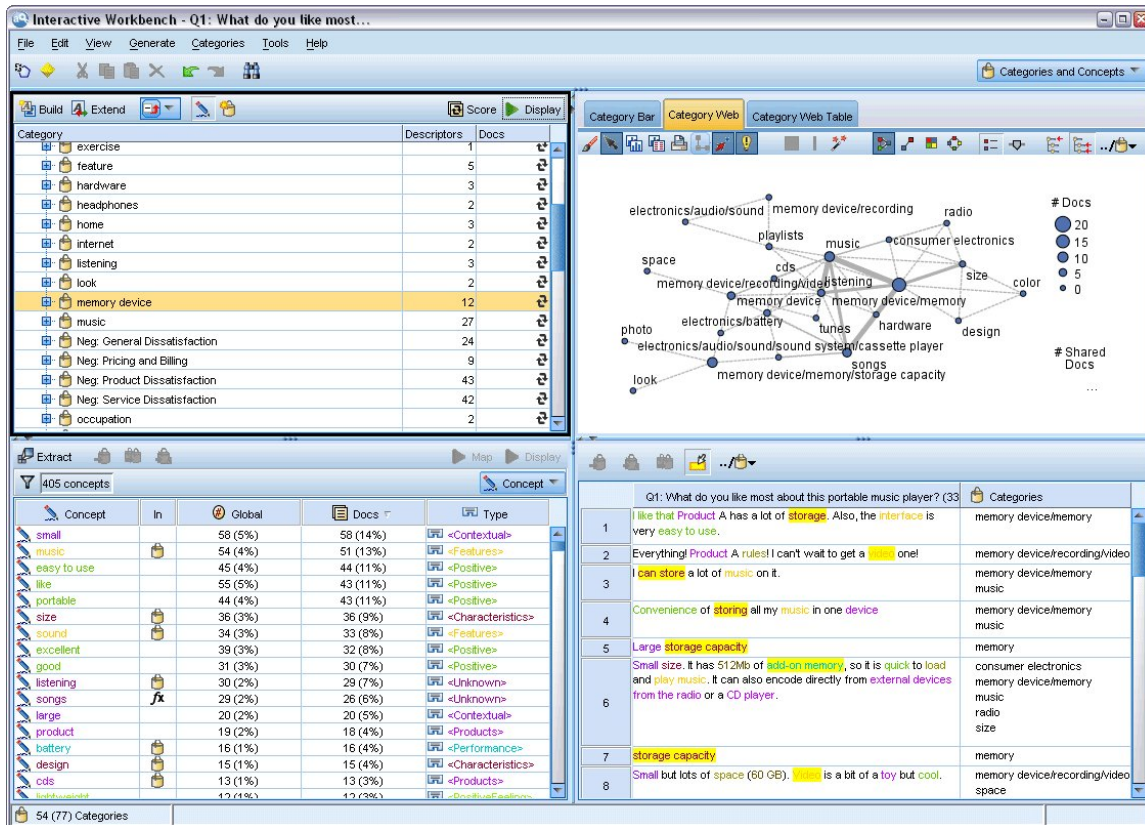 Interactive Workbench - Q1: What do you like most...
File Edit View Generate Categories Tools Help
Categories and Concepts
Build Extend Score Display
Category Descriptors Docs
exercise 1
feature 5
hardware 3
headphones 2
home 3
internet 2
listening 3
look 2
memory device 12
music 27
Neg: General Dissatisfaction 24
Neg: Pricing and Billing 9
Neg: Product Dissatisfaction 43
Neg: Service Dissatisfaction 42
occupation 2
Category Bar Category Web Category Web Table
../
electronics/audio/sound
memory device/recording
radio
playlists
music
consumer electronics
space
cds
size
memory device/recording/video
listening
color
memory device
memory device/memory
photo
electronics/battery
tunes
hardware
design
electronics/audio/sound/sound system/cassette player
songs
look
memory device/memory/storage capacity
# Docs
20
15
10
5
0
# Shared
Docs
...
Extract Map Display
405 concepts Concept
Concept In Global Docs Type
small 58 (5%) 58 (14%) <Contextual>
music 54 (4%) 51 (13%) <Features>
easy to use 45 (4%) 44 (11%) <Positive>
like 55 (5%) 43 (11%) <Positive>
portable 44 (4%) 43 (11%) <Positive>
size 36 (3%) 36 (9%) <Characteristics>
sound 34 (3%) 33 (8%) <Features>
excellent 39 (3%) 32 (8%) <Positive>
good 31 (3%) 30 (7%) <Positive>
listening 30 (2%) 29 (7%) <Unknown>
songs fx 29 (2%) 26 (6%) <Unknown>
large 20 (2%) 20 (5%) <Contextual>
product 19 (2%) 18 (4%) <Products>
battery 16 (1%) 16 (4%) <Performance>
design 15 (1%) 15 (4%) <Characteristics>
cds 13 (1%) 13 (3%) <Products>
lightweight 12 (1%) 12 (3%) <PositiveFeeling>
../
Q1: What do you like most about this portable music player? (33 Categories
1 I like that Product A has a lot of storage. Also, the interface is memory device/memory
very easy to use.
2 Everything! Product A rules! I can't wait to get a video one! memory device/recording/video
3 I can store a lot of music on it. memory device/memory
music
4 Convenience of storing all my music in one device memory device/memory
music
5 Large storage capacity memory
6 Small size. It has 512Mb of add-on memory, so it is quick to load consumer electronics
and play music. It can also encode directly from external devices memory device/memory
from the radio or a CD player. music
radio
size
7 storage capacity memory
8 Small but lots of space (60 GB). Video is a bit of a toy but cool. memory device/recording/video
space
54 (77) Categories